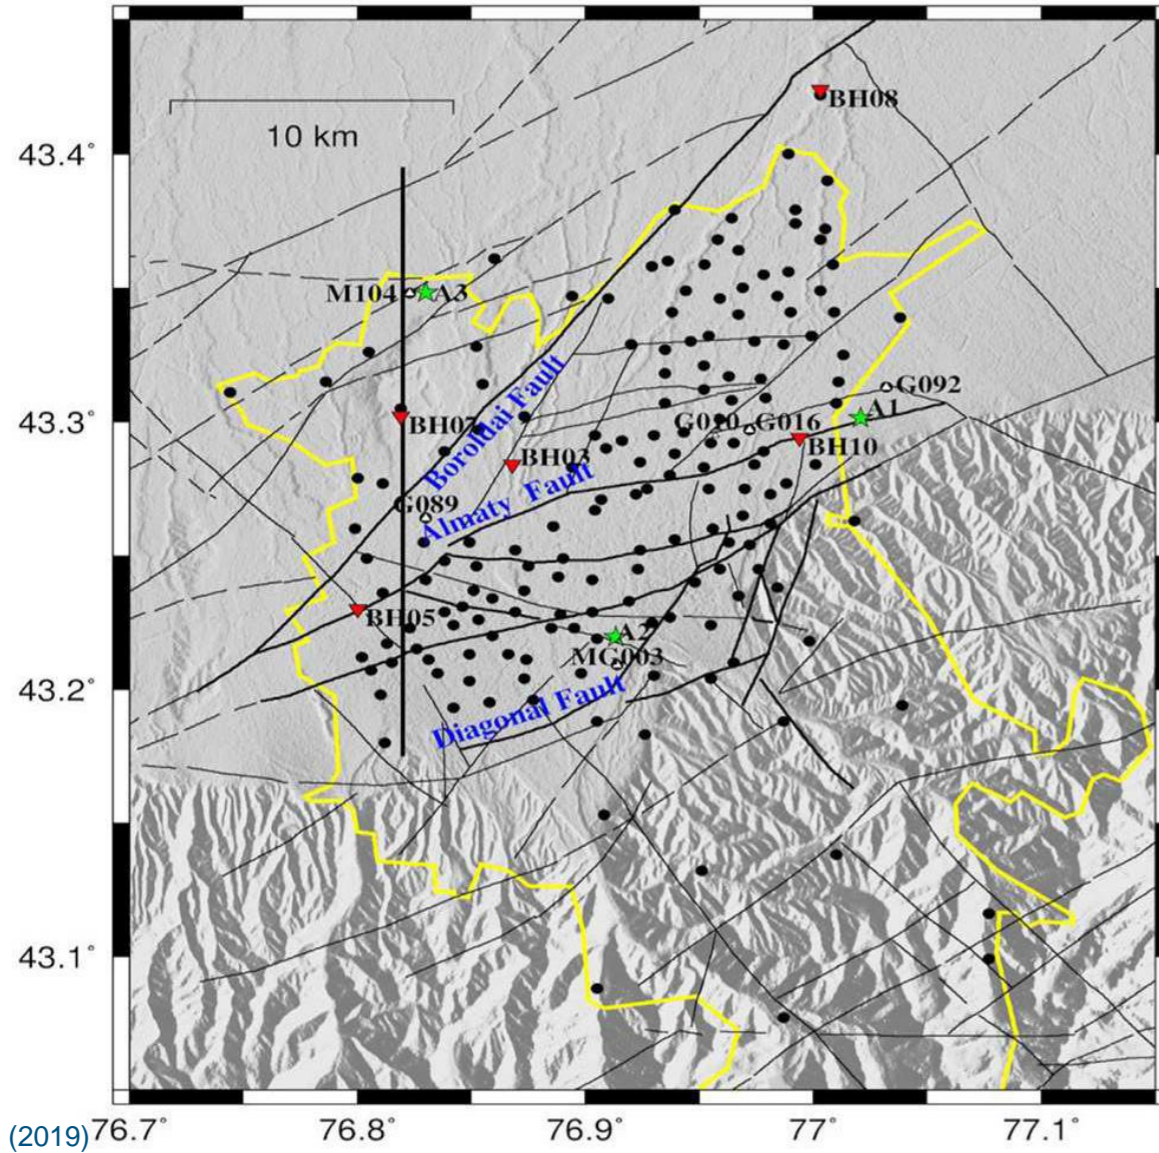 BH08
10 km
43.4°
M104 A3
G092
A1
43.3°
BH07
G010 G016
BH10
BH03
Boroldai Fault
Almaty Fault
G089
BH05
A2
MG003
43.2°
Diagonal Fault
43.1°
(2019) 76.7° 76.8° 76.9° 77° 77.1°